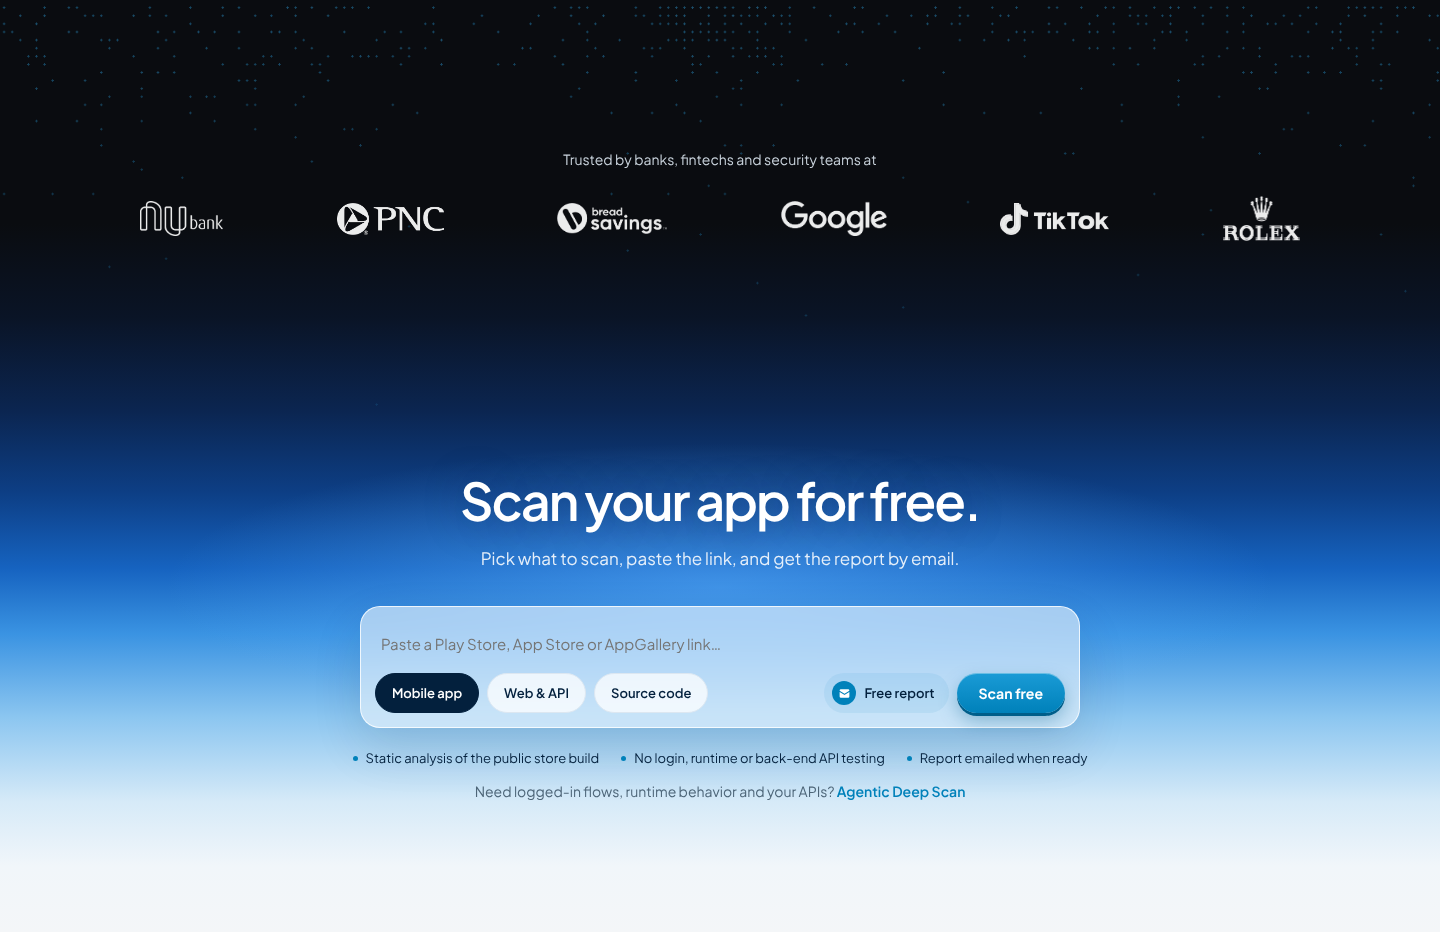 Trusted by banks, fintechs and security teams at
nu bank
PNC
bread savings
Google
TikTok
ROLEX
Scan your app for free.
Pick what to scan, paste the link, and get the report by email.
Paste a Play Store, App Store or AppGallery link...
Mobile app
Web & API
Source code
Free report
Scan free
Static analysis of the public store build
No login, runtime or back-end API testing
Report emailed when ready
Need logged-in flows, runtime behavior and your APIs? Agentic Deep Scan